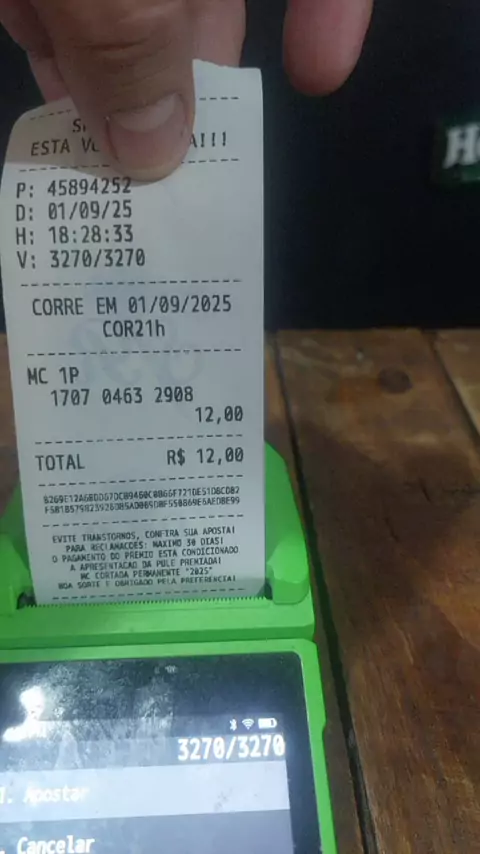 ESTA
P: 45894252
D: 01/09/25
H: 18:28:33
V: 3270/3270
CORRE EM 01/09/2025
COR21h
MC 1P
1707 0463 2908
12,00
TOTAL R$ 12,00
EVITE TRANSTORNOS, CONFIRA SUA APOSTA!
PARA RECLAMACOES: MAXIMO 30 DIAS!
O PAGAMENTO DO PREMIO ESTA CONDICIONADO
A APRESENTACAO DA PULE PREMIADA!
MC CORTADA PERMANENTE "2025"
BOA SORTE E OBRIGADO PELA PREFERENCIA!
3270/3270
Apostar
Cancelar